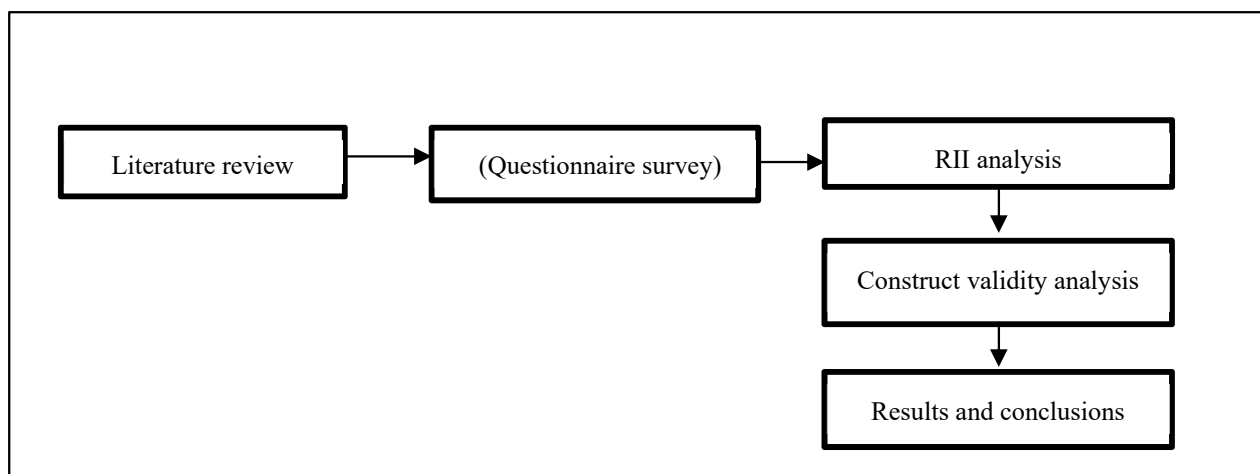 Literature review
(Questionnaire survey)
RII analysis
Construct validity analysis
Results and conclusions